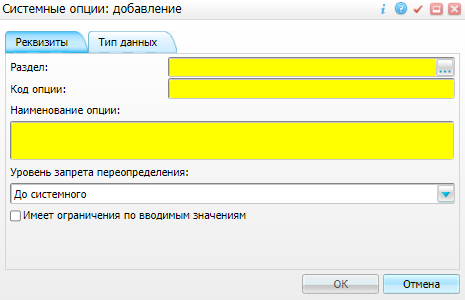 Системные опции: добавление
Реквизиты Тип данных
Раздел: ...
Код опции:
Наименование опции:
Уровень запрета переопределения:
До системного
Имеет ограничения по вводимым значениям
OK Отмена